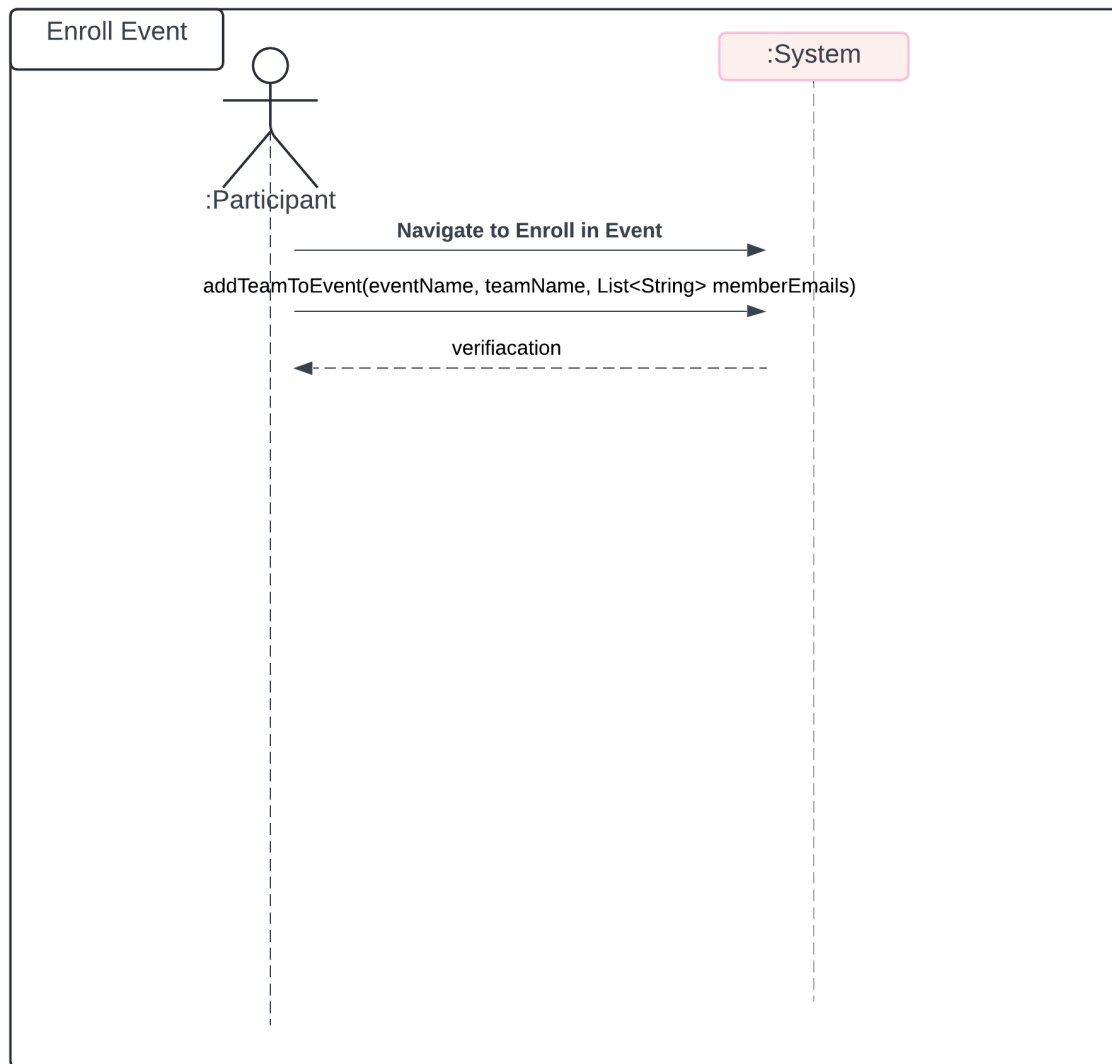 Enroll Event
:System
:Participant
Navigate to Enroll in Event
addTeamToEvent(eventName, teamName, List<String> memberEmails)
verifiacation